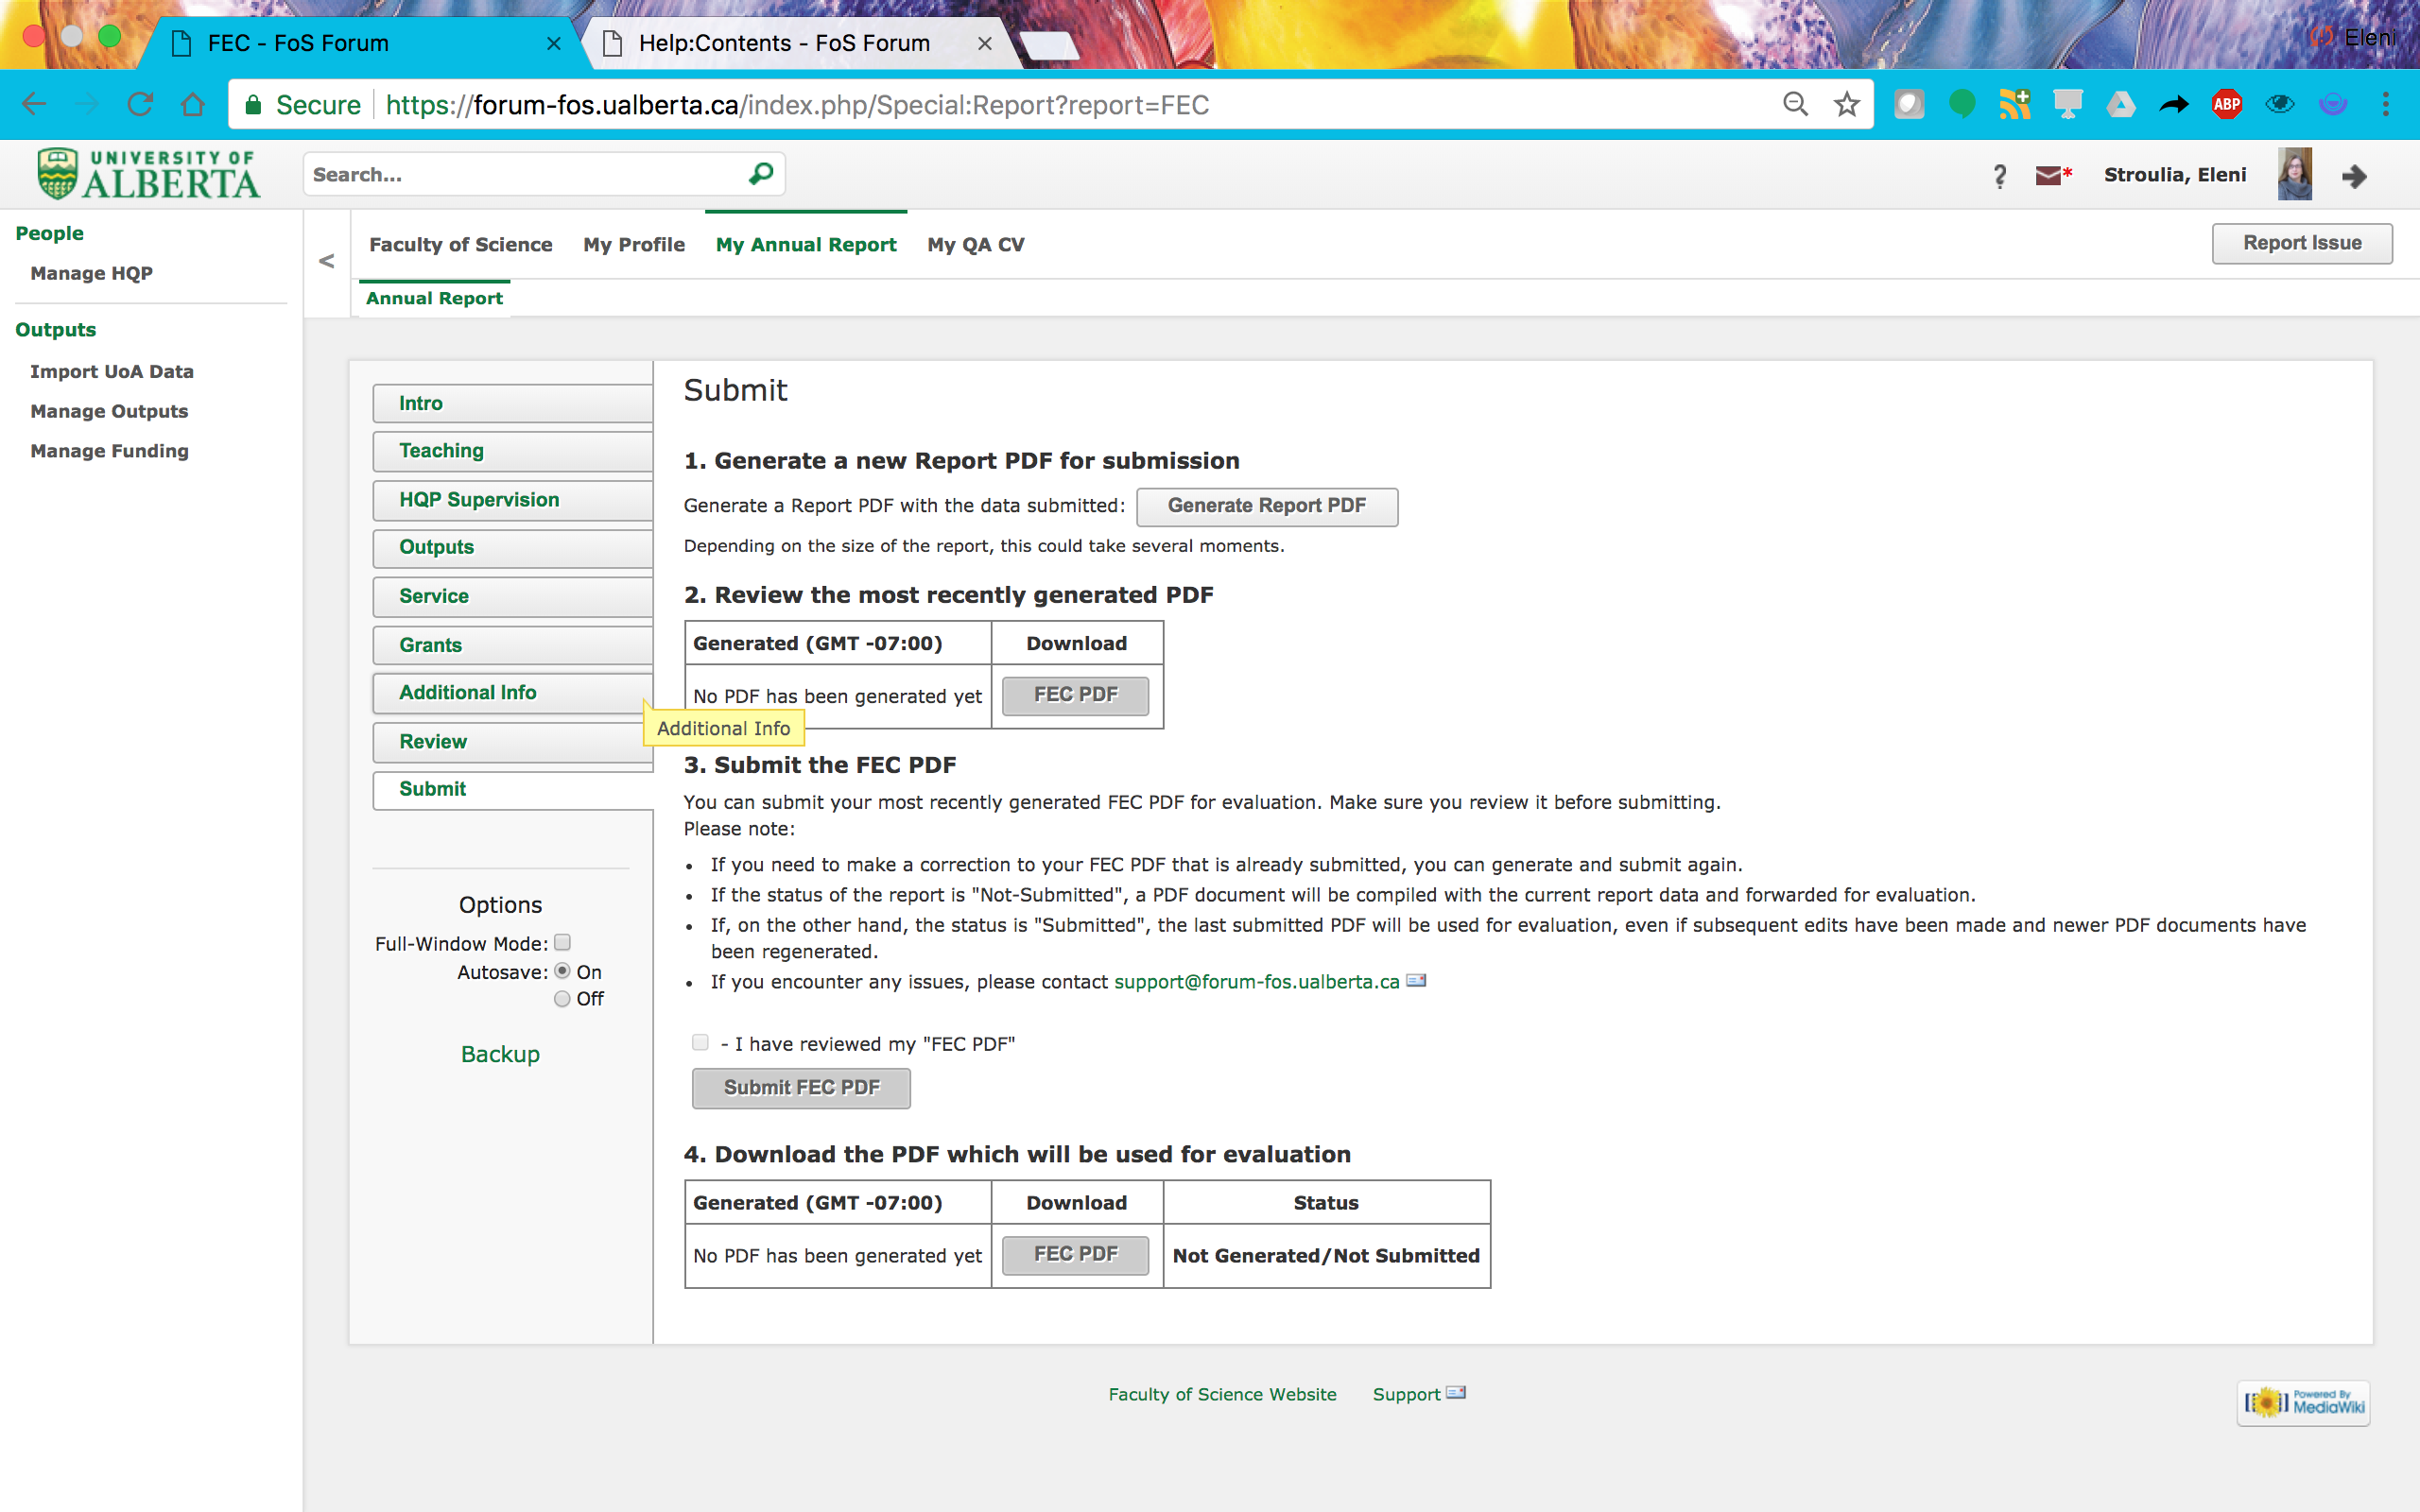 FEC - FoS Forum
Help:Contents - FoS Forum
Eleni
Secure
https://forum-fos.ualberta.ca/index.php/Special:Report?report=FEC
ABP
UNIVERSITY OF
ALBERTA
Search...
?
*
Stroulia, Eleni
People
Manage HQP
Outputs
Import UoA Data
Manage Outputs
Manage Funding
<
Faculty of Science
My Profile
My Annual Report
My QA CV
Report Issue
Annual Report
Intro
Teaching
HQP Supervision
Outputs
Service
Grants
Additional Info
Review
Submit
Options
Full-Window Mode:
Autosave: On
Off
Backup
Additional Info
Submit
1. Generate a new Report PDF for submission
Generate a Report PDF with the data submitted: Generate Report PDF
Depending on the size of the report, this could take several moments.
2. Review the most recently generated PDF
Generated (GMT -07:00) Download
No PDF has been generated yet FEC PDF
3. Submit the FEC PDF
You can submit your most recently generated FEC PDF for evaluation. Make sure you review it before submitting.
Please note:
• If you need to make a correction to your FEC PDF that is already submitted, you can generate and submit again.
• If the status of the report is "Not-Submitted", a PDF document will be compiled with the current report data and forwarded for evaluation.
• If, on the other hand, the status is "Submitted", the last submitted PDF will be used for evaluation, even if subsequent edits have been made and newer PDF documents have
been regenerated.
• If you encounter any issues, please contact support@forum-fos.ualberta.ca
- I have reviewed my "FEC PDF"
Submit FEC PDF
4. Download the PDF which will be used for evaluation
Generated (GMT -07:00) Download Status
No PDF has been generated yet FEC PDF Not Generated/Not Submitted
Faculty of Science Website
Support
Powered By
MediaWiki